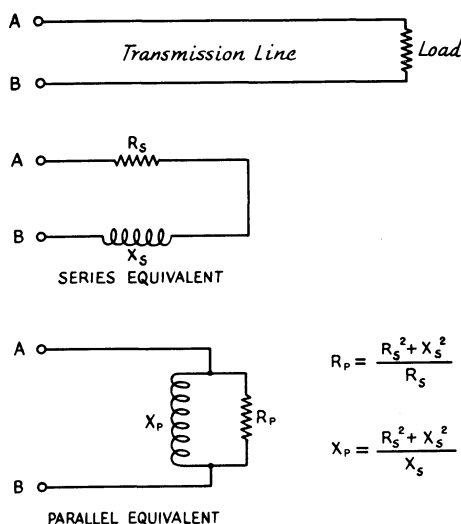 A
Transmission Line
Load
B
A
R_S
B
X_S
SERIES EQUIVALENT
A
X_P
R_P
R_P = (R_S² + X_S²) / R_S
X_P = (R_S² + X_S²) / X_S
B
PARALLEL EQUIVALENT